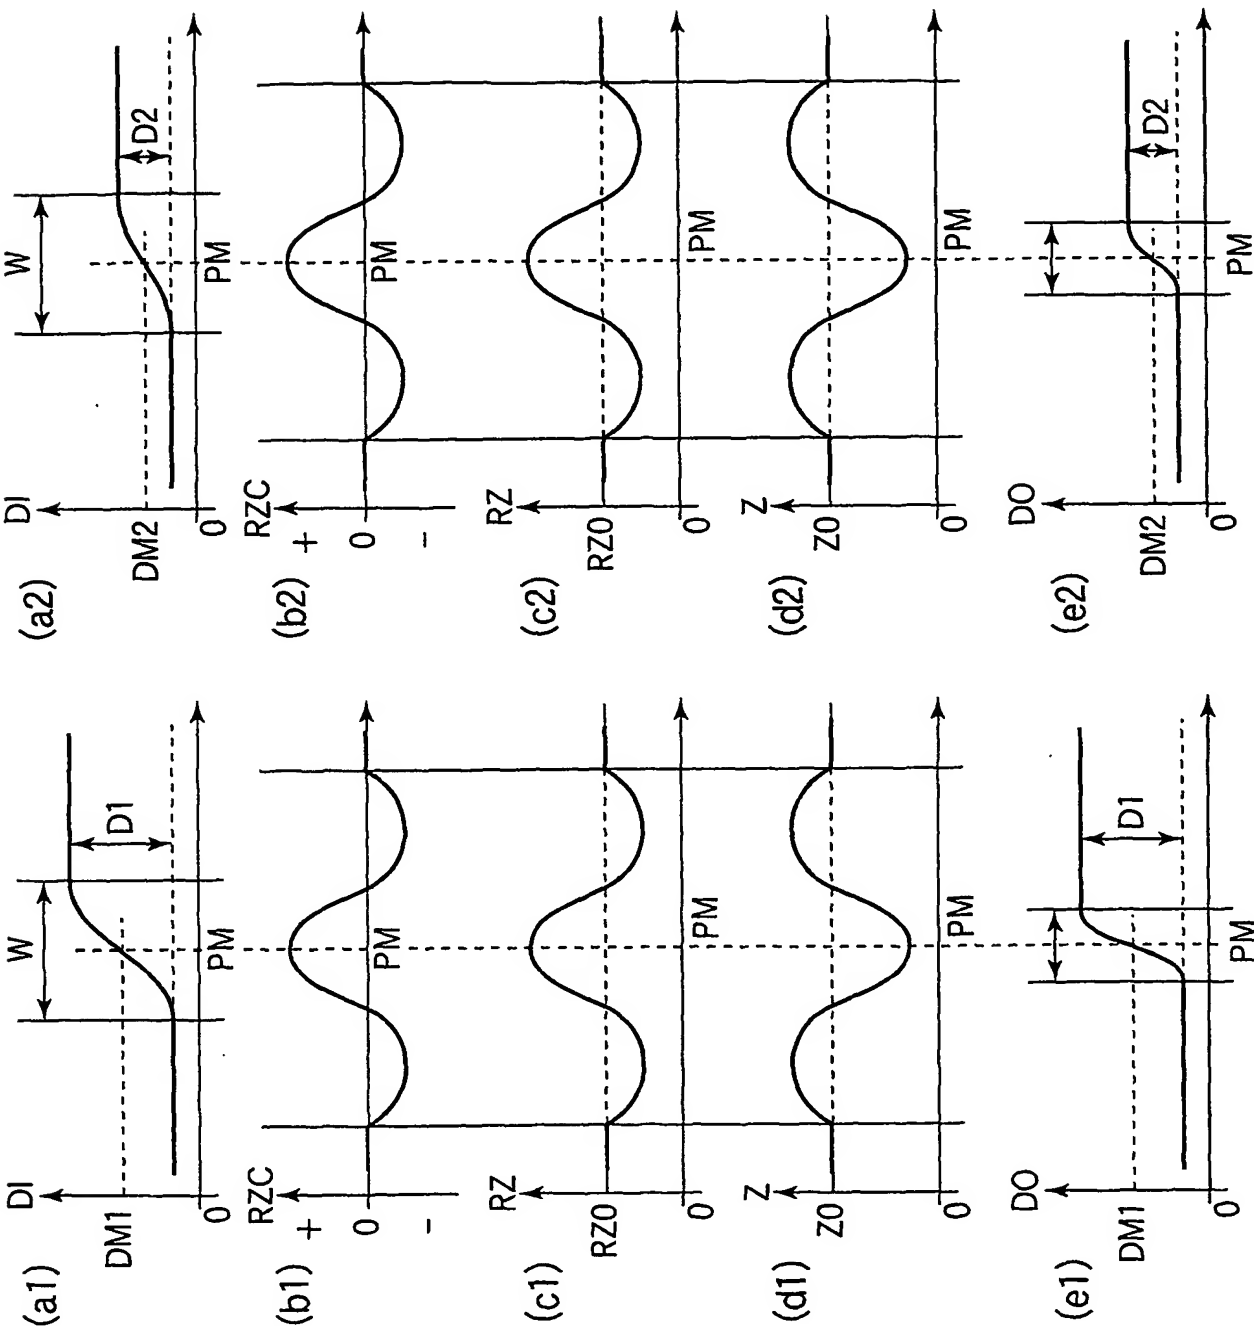 (a1)
DI
DM1
0
W
D1
PM
(b1)
RZC
+
0
-
PM
(c1)
RZ
RZ0
0
PM
(d1)
Z
Z0
0
PM
(e1)
DO
DM1
0
D1
PM
(a2)
DI
DM2
0
W
D2
PM
(b2)
RZC
+
0
-
PM
(c2)
RZ
RZ0
0
PM
(d2)
Z
Z0
0
PM
(e2)
DO
DM2
0
D2
PM